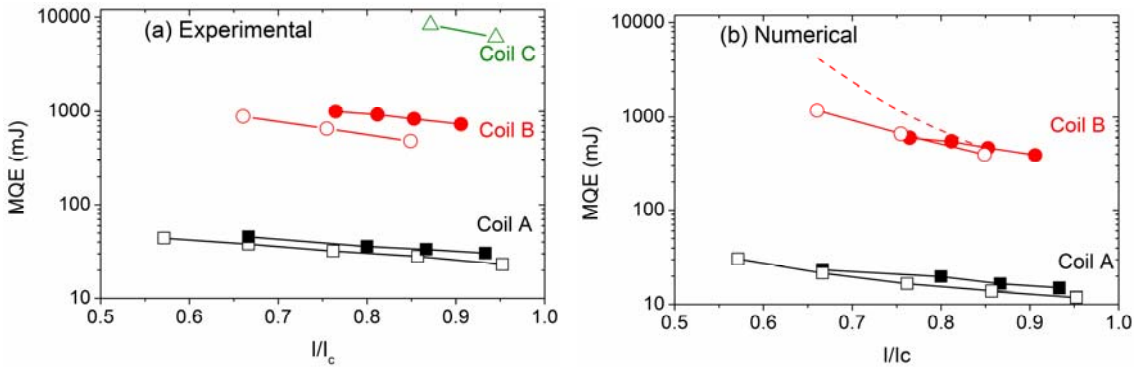 (a) Experimental
Coil C
Coil B
Coil A
10000
1000
100
10
0.5 0.6 0.7 0.8 0.9 1.0
MQE (mJ)
I/Ic
(b) Numerical
Coil B
Coil A
10000
1000
100
10
0.5 0.6 0.7 0.8 0.9 1.0
MQE (mJ)
I/Ic